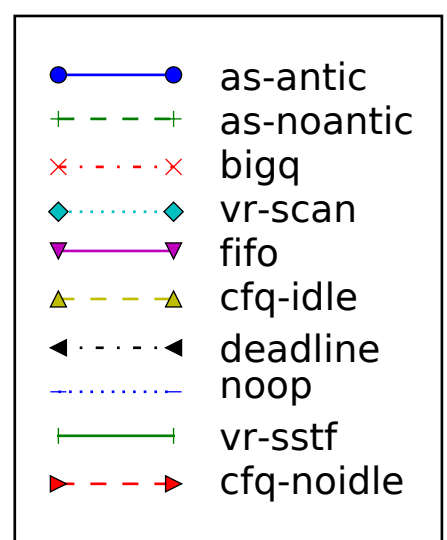 as-antic
as-noantic
bigq
vr-scan
fifo
cfq-idle
deadline
noop
vr-sstf
cfq-noidle